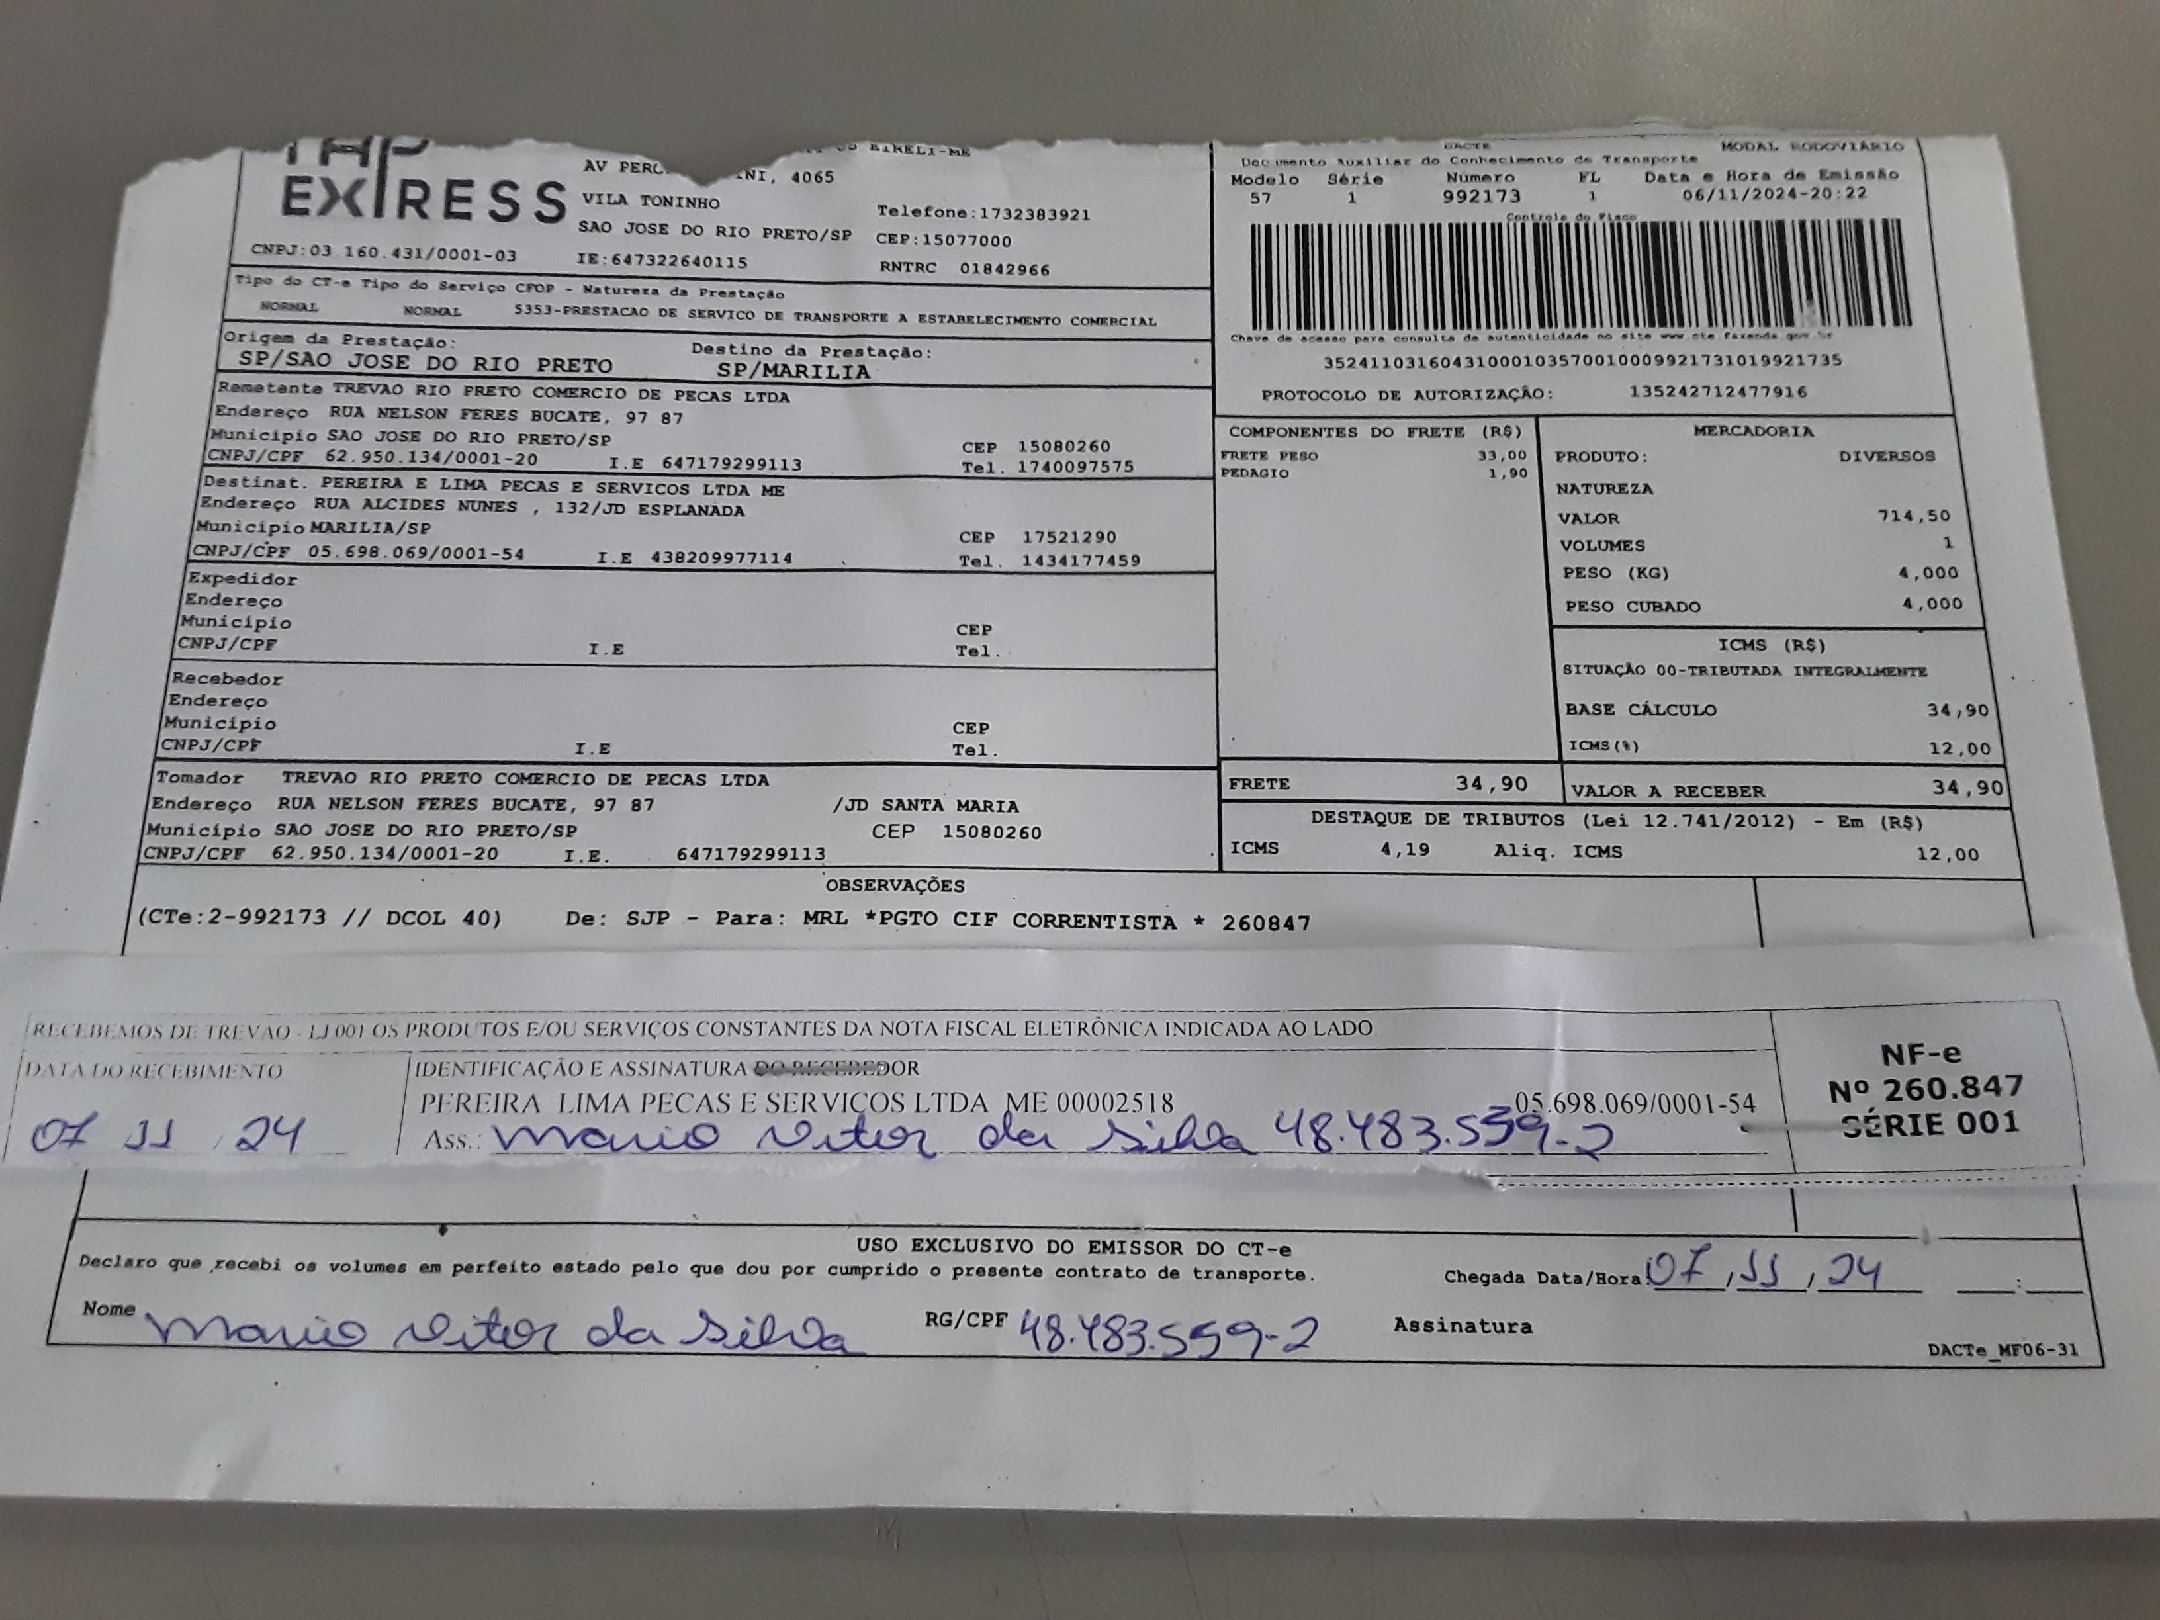 EXPRESS
EIRELI-ME
AV , 4065
VILA TONINHO
Telefone:1732383921
SAO JOSE DO RIO PRETO/SP CEP:15077000
CNPJ:03 160.431/0001-03 IE:647322640115 RNTRC 01842966
Tipo do CT-e Tipo do Serviço CFOP - Natureza da Prestação
NORMAL NORMAL 5353-PRESTACAO DE SERVICO DE TRANSPORTE A ESTABELECIMENTO COMERCIAL
Origem da Prestação: Destino da Prestação:
SP/SAO JOSE DO RIO PRETO SP/MARILIA
Remetente TREVAO RIO PRETO COMERCIO DE PECAS LTDA
Endereço RUA NELSON FERES BUCATE, 97 87
Município SAO JOSE DO RIO PRETO/SP CEP 15080260
CNPJ/CPF 62.950.134/0001-20 I.E 647179299113 Tel. 1740097575
Destinat. PEREIRA E LIMA PECAS E SERVICOS LTDA ME
Endereço RUA ALCIDES NUNES , 132/JD ESPLANADA
Município MARILIA/SP CEP 17521290
CNPJ/CPF 05.698.069/0001-54 I.E 438209977114 Tel. 1434177459
Expedidor
Endereço
Município CEP
CNPJ/CPF I.E Tel.
Recebedor
Endereço
Município CEP
CNPJ/CPF I.E Tel.
Tomador TREVAO RIO PRETO COMERCIO DE PECAS LTDA
Endereço RUA NELSON FERES BUCATE, 97 87 /JD SANTA MARIA
Município SAO JOSE DO RIO PRETO/SP CEP 15080260
CNPJ/CPF 62.950.134/0001-20 I.E. 647179299113
DACTE MODAL RODOVIÁRIO
Documento Auxiliar do Conhecimento de Transporte
Modelo Série Número FL Data e Hora de Emissão
57 1 992173 1 06/11/2024-20:22
Controle do Fisco
Chave de acesso para consulta de autenticidade no site www.cte.fazenda.gov.br
35241103160431000103570010009921731019921735
PROTOCOLO DE AUTORIZAÇÃO: 135242712477916
COMPONENTES DO FRETE (R$)
FRETE PESO 33,00
PEDAGIO 1,90
MERCADORIA
PRODUTO: DIVERSOS
NATUREZA
VALOR 714,50
VOLUMES 1
PESO (KG) 4,000
PESO CUBADO 4,000
ICMS (R$)
SITUAÇÃO 00-TRIBUTADA INTEGRALMENTE
BASE CÁLCULO 34,90
ICMS(%) 12,00
FRETE 34,90 VALOR A RECEBER 34,90
DESTAQUE DE TRIBUTOS (Lei 12.741/2012) - Em (R$)
ICMS 4,19 Aliq. ICMS 12,00
OBSERVAÇÕES
(CTe:2-992173 // DCOL 40) De: SJP - Para: MRL *PGTO CIF CORRENTISTA * 260847
RECEBEMOS DE TREVAO - LJ 001 OS PRODUTOS E/OU SERVIÇOS CONSTANTES DA NOTA FISCAL ELETRÔNICA INDICADA AO LADO
DATA DO RECEBIMENTO IDENTIFICAÇÃO E ASSINATURA DO RECEBEDOR
PEREIRA LIMA PECAS E SERVICOS LTDA ME 00002518 05.698.069/0001-54
07 11 /24 Ass.: Mario Vitor da Silva 48.483.559-2
NF-e
Nº 260.847
SÉRIE 001
USO EXCLUSIVO DO EMISSOR DO CT-e
Declaro que recebi os volumes em perfeito estado pelo que dou por cumprido o presente contrato de transporte. Chegada Data/Hora 07/11/24 :
Nome Mario Vitor da Silva RG/CPF 48.483.559-2 Assinatura
DACTe_MF06-31